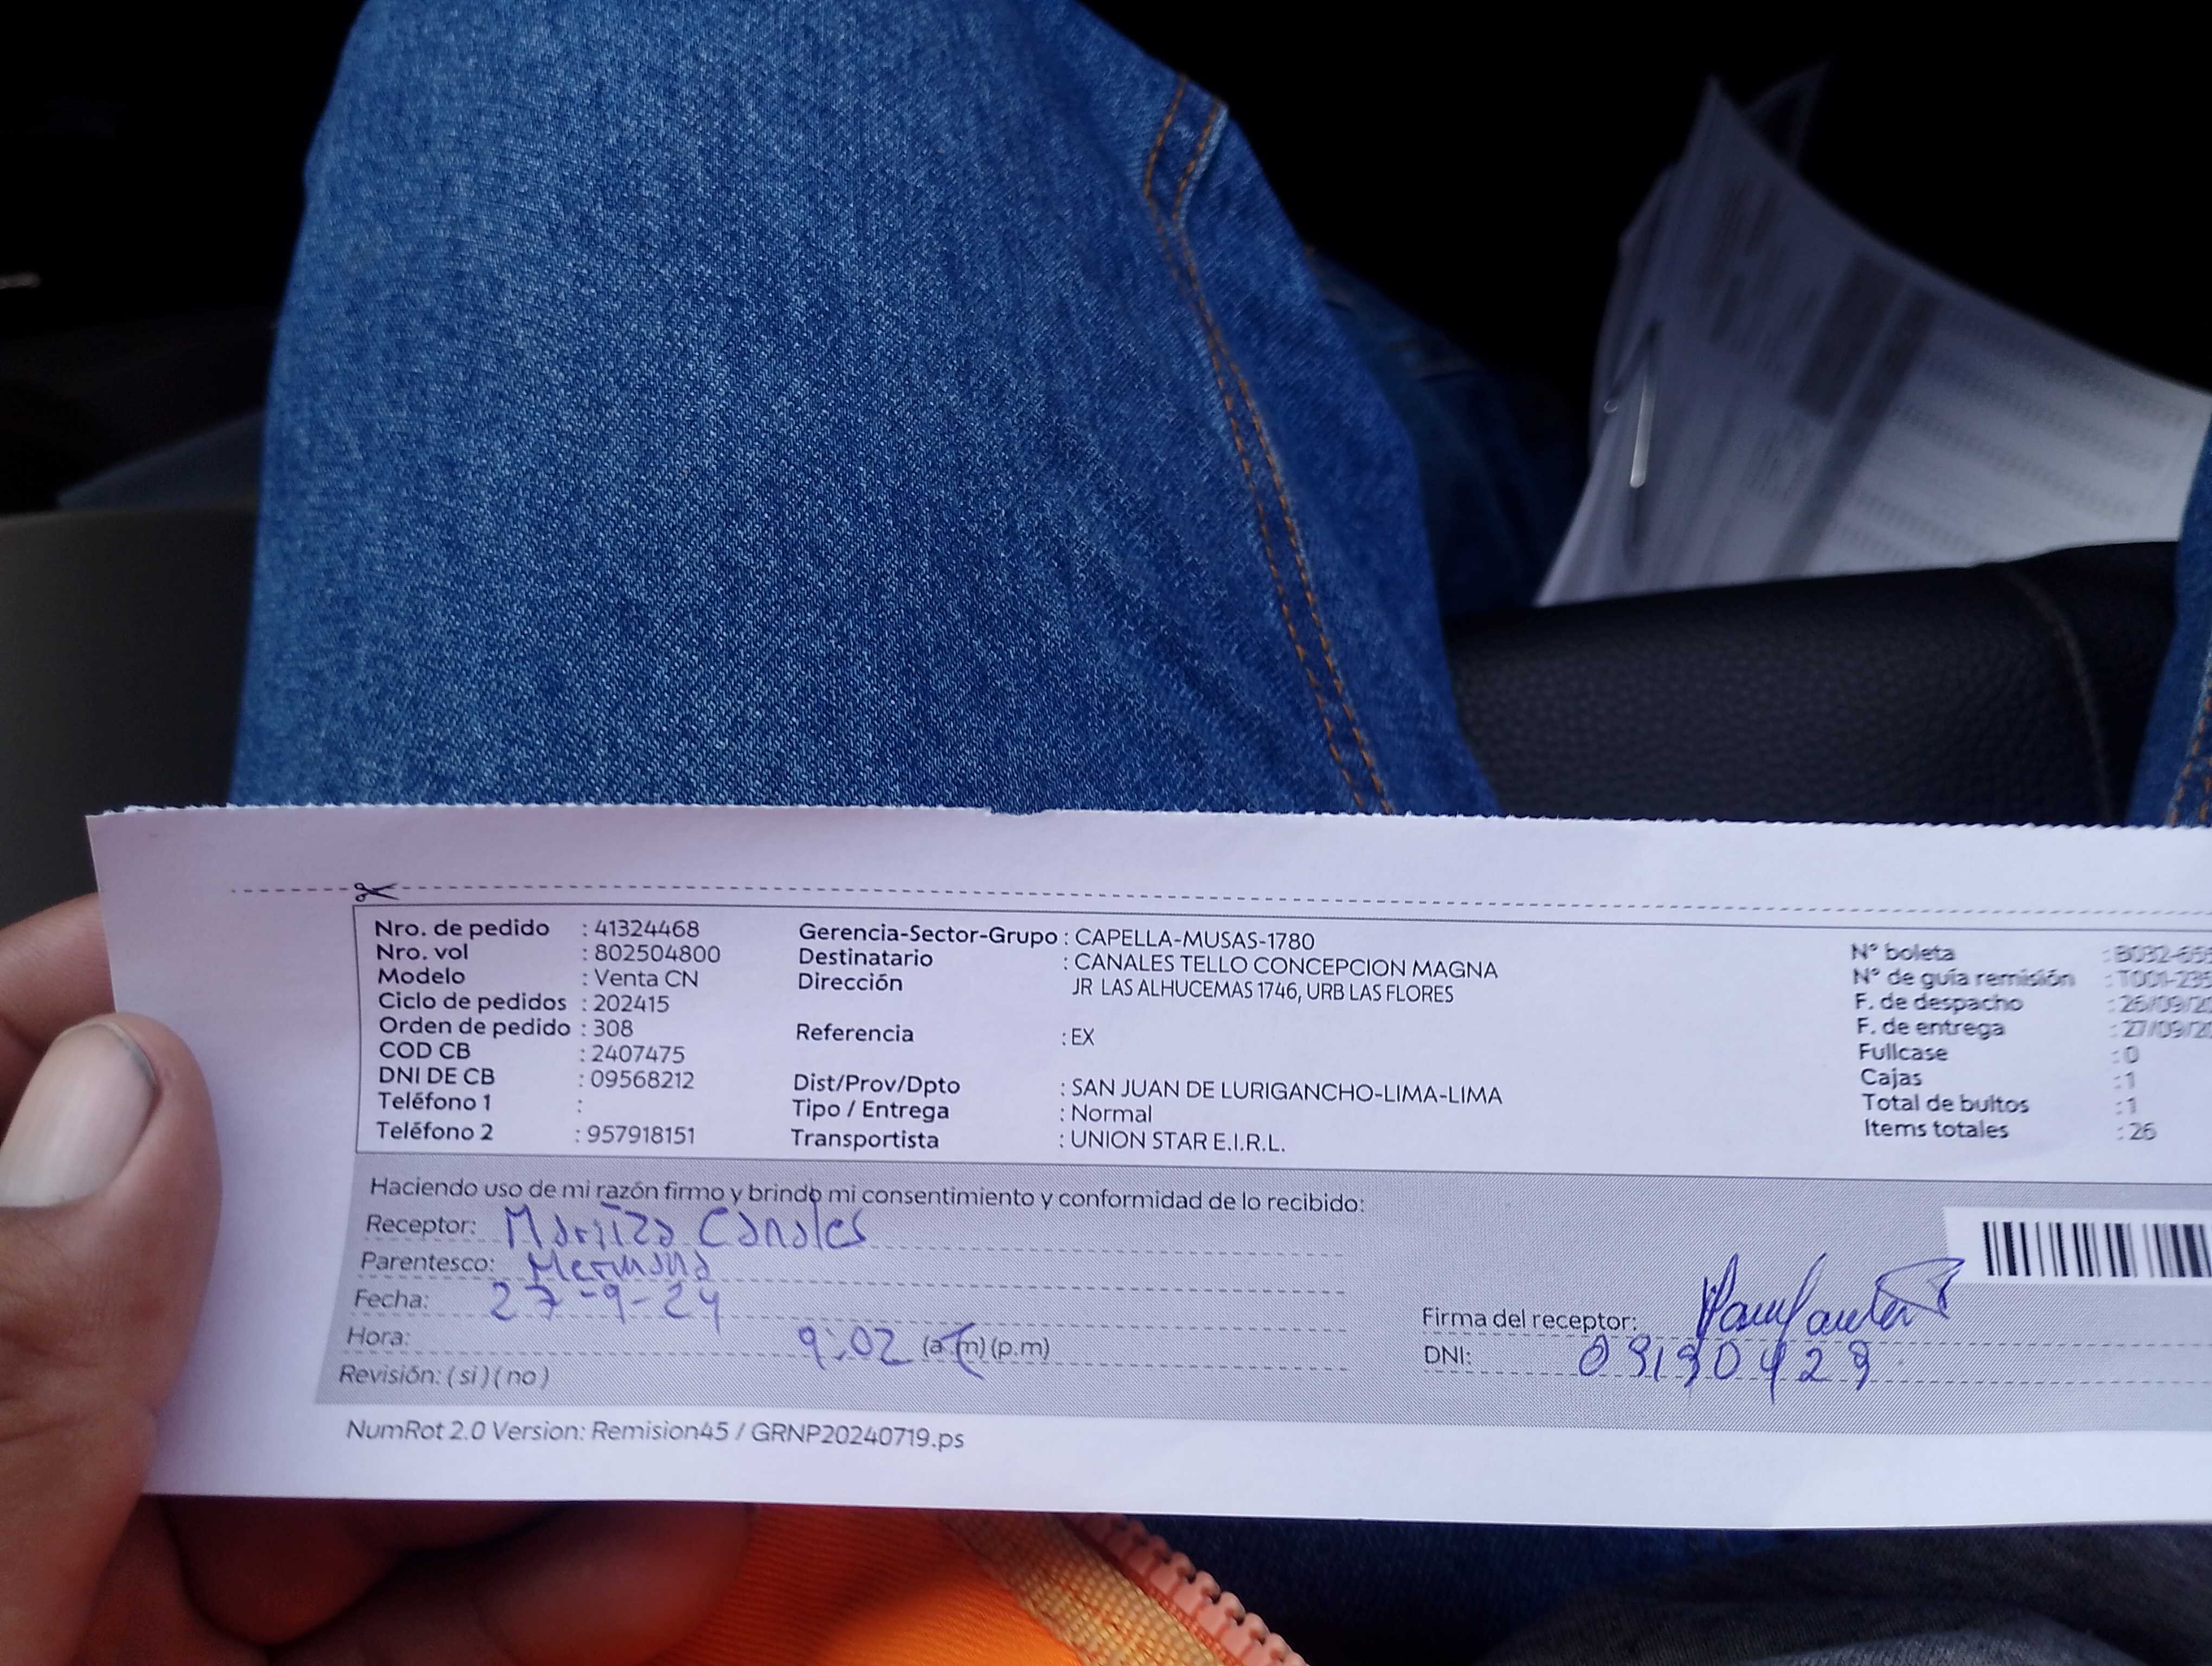 Nro. de pedido : 41324468
Nro. vol : 802504800
Modelo : Venta CN
Ciclo de pedidos : 202415
Orden de pedido : 308
COD CB : 2407475
DNI DE CB : 09568212
Teléfono 1 :
Teléfono 2 : 957918151
Gerencia-Sector-Grupo : CAPELLA-MUSAS-1780
Destinatario : CANALES TELLO CONCEPCION MAGNA
Dirección JR LAS ALHUCEMAS 1746, URB LAS FLORES
Referencia : EX
Dist/Prov/Dpto : SAN JUAN DE LURIGANCHO-LIMA-LIMA
Tipo / Entrega : Normal
Transportista : UNION STAR E.I.R.L.
N° boleta : B032-
N° de guía remisión : T001-
F. de despacho : 26/09/
F. de entrega : 27/09/
Fullcase : 0
Cajas : 1
Total de bultos : 1
Items totales : 26
Haciendo uso de mi razón firmo y brindo mi consentimiento y conformidad de lo recibido:
Receptor: Maritza Canales
Parentesco: Hermana
Fecha: 27-9-24
Hora: 9:02 (a.m) (p.m)
Revisión: ( si ) ( no )
Firma del receptor:
DNI: 09190429
NumRot 2.0 Version: Remision45 / GRNP20240719.ps